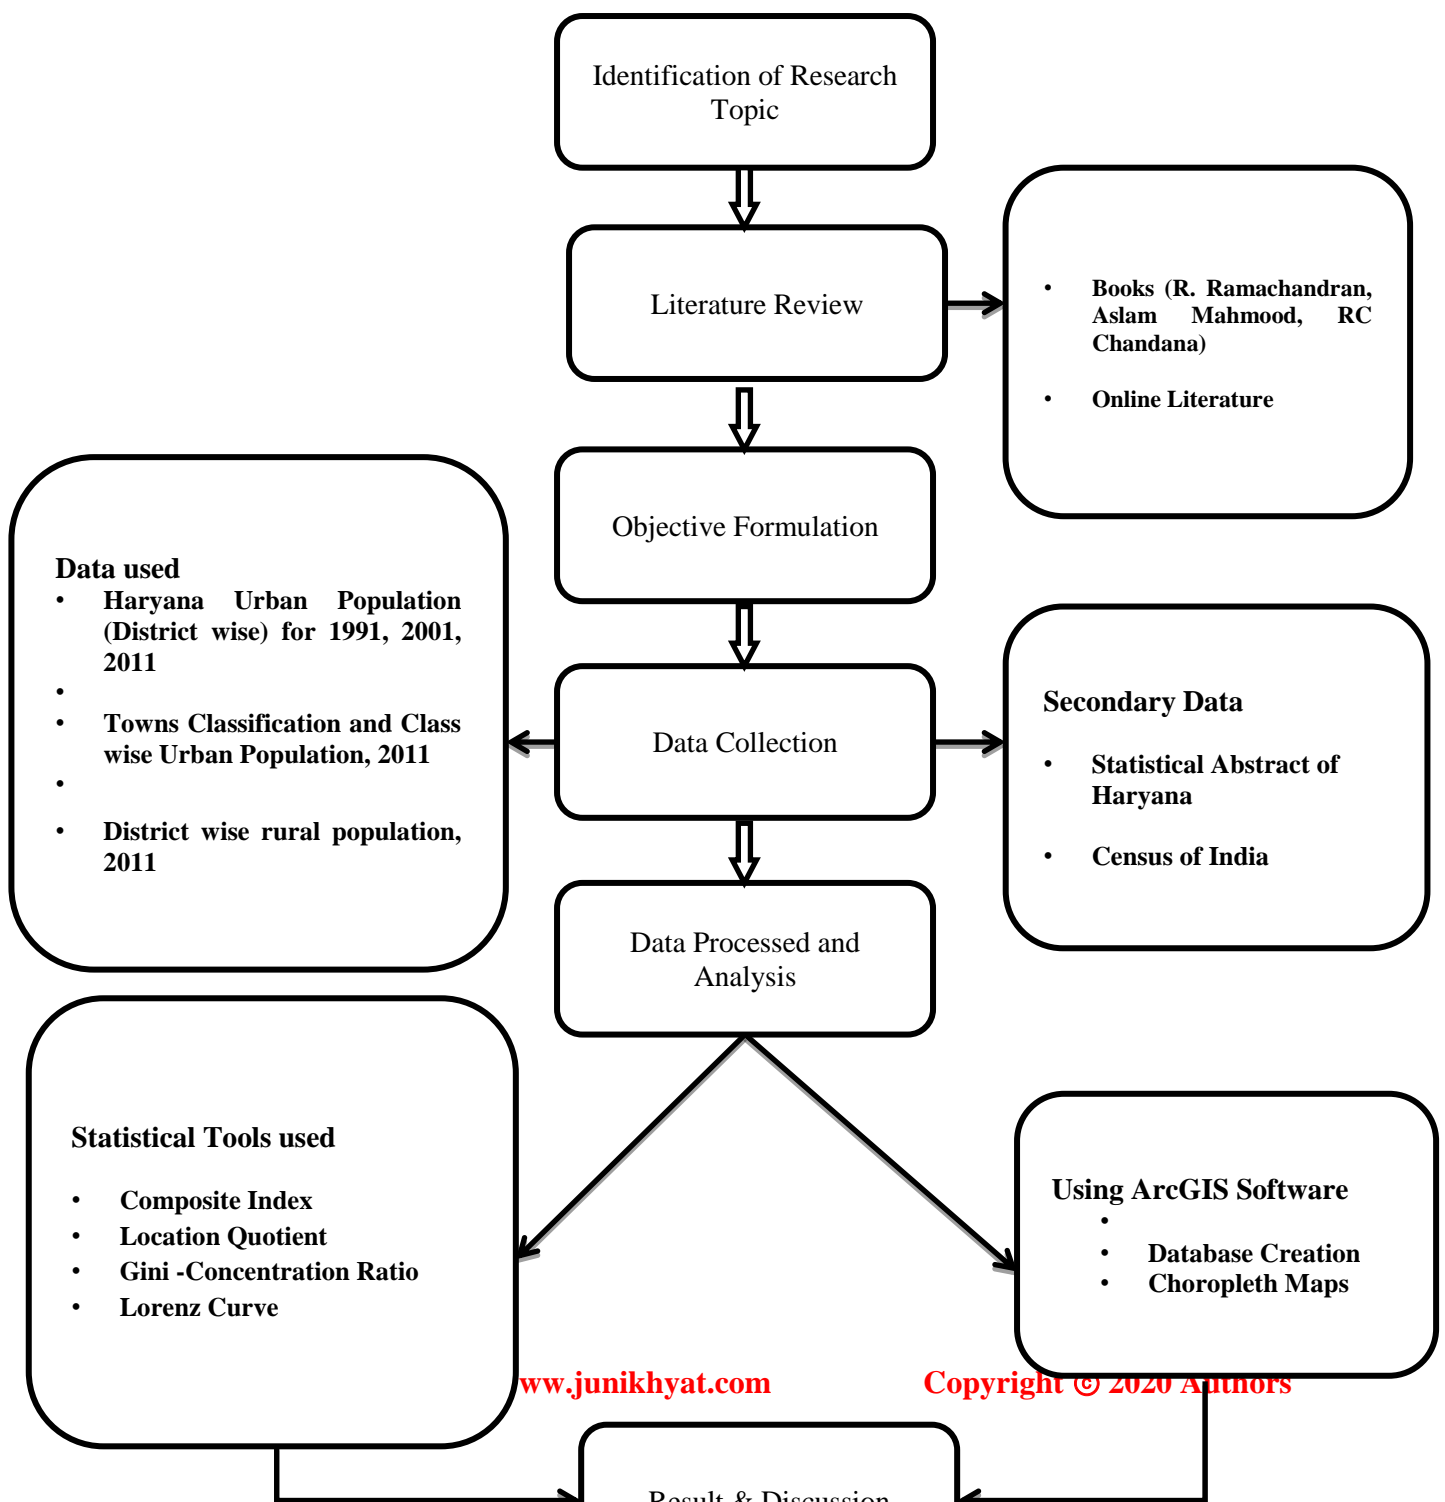 Identification of Research
Topic
Literature Review
• Books (R. Ramachandran,
Aslam Mahmood, RC
Chandana)
• Online Literature
Objective Formulation
Data used
• Haryana Urban Population
(District wise) for 1991, 2001,
2011
•
• Towns Classification and Class
wise Urban Population, 2011
•
• District wise rural population,
2011
Data Collection
Secondary Data
• Statistical Abstract of
Haryana
• Census of India
Data Processed and
Analysis
Statistical Tools used
• Composite Index
• Location Quotient
• Gini -Concentration Ratio
• Lorenz Curve
Using ArcGIS Software
•
• Database Creation
• Choropleth Maps
ww.junikhyat.com Copyright © 2020 Authors
Result & Discussion